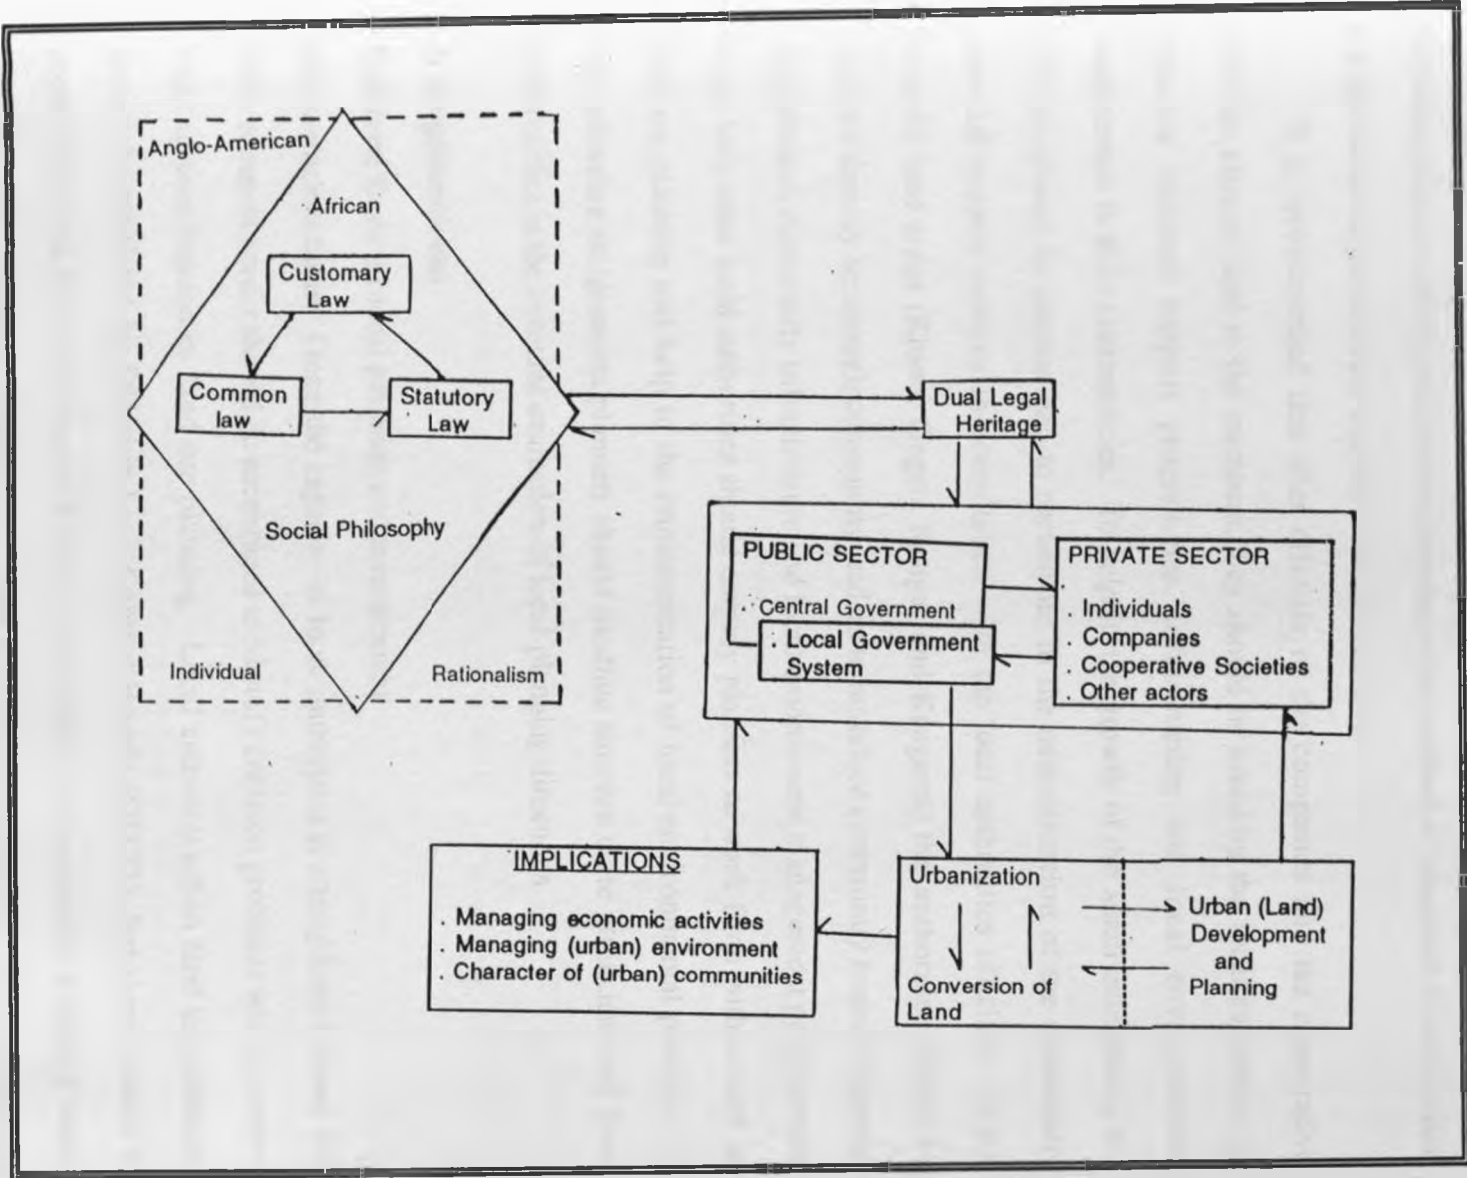 Anglo-American
African
Customary
Law
Common
law
Statutory
Law
Social Philosophy
Individual
Rationalism
Dual Legal
Heritage
PUBLIC SECTOR
. Central Government
. Local Government
System
PRIVATE SECTOR
. Individuals
. Companies
. Cooperative Societies
. Other actors
IMPLICATIONS
. Managing economic activities
. Managing (urban) environment
. Character of (urban) communities
Urbanization
Conversion of
Land
Urban (Land)
Development
and
Planning